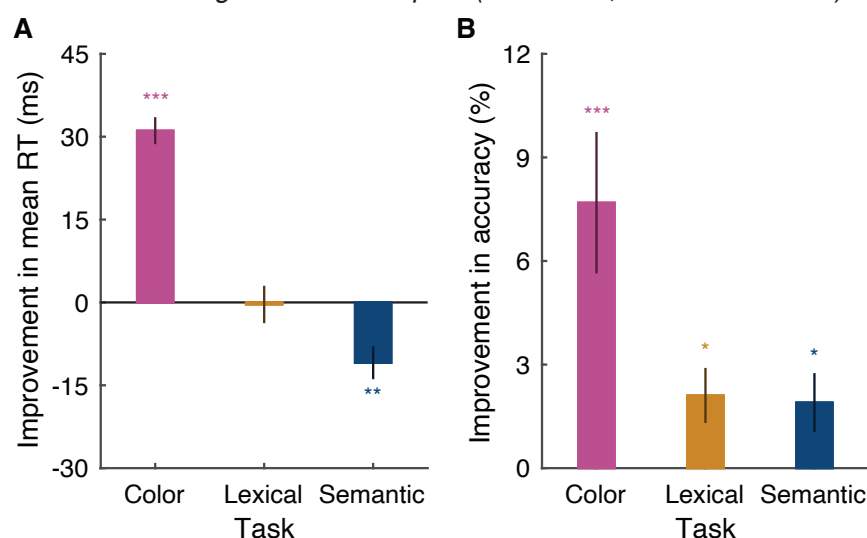 A
B
Improvement in mean RT (ms)
45
30
15
0
-15
-30
***
**
Color Lexical Semantic
Task
Improvement in accuracy (%)
12
9
6
3
0
***
*
*
Color Lexical Semantic
Task